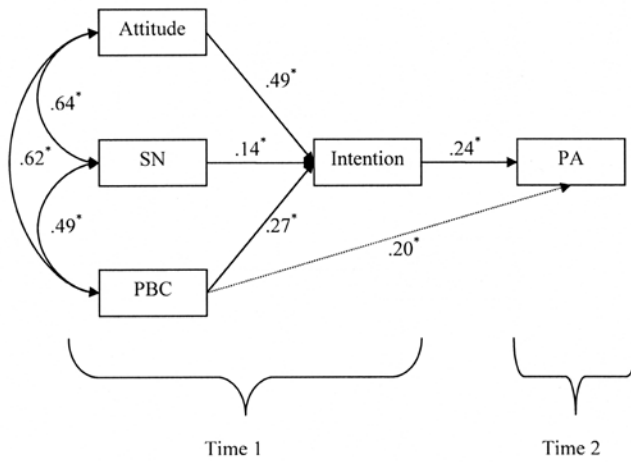 Attitude
.49*
.64*
.62*
SN
.14*
Intention
.24*
PA
.49*
.27*
.20*
PBC
Time 1
Time 2